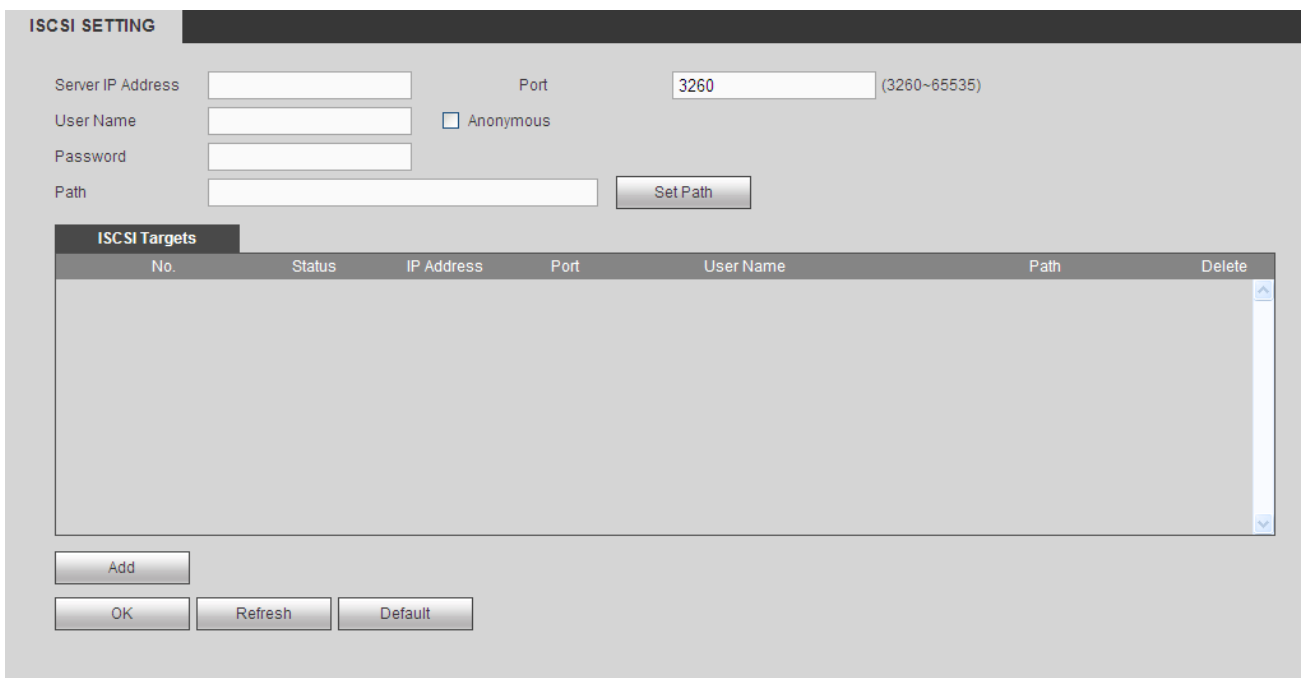 ISCSI SETTING
Server IP Address Port 3260 (3260~65535)
User Name Anonymous
Password
Path Set Path
ISCSI Targets
No. Status IP Address Port User Name Path Delete
Add
OK Refresh Default